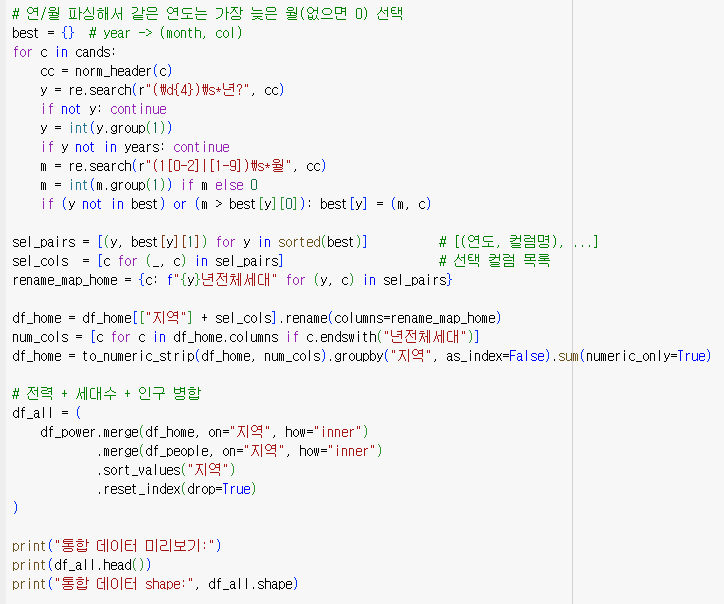 # 연/월 파싱해서 같은 연도는 가장 늦은 월(없으면 0) 선택
best = {}  # year -> (month, col)
for c in cands:
    cc = norm_header(c)
    y = re.search(r"(₩d{4})₩s*년?", cc)
    if not y: continue
    y = int(y.group(1))
    if y not in years: continue
    m = re.search(r"(1[0-2]|[1-9])₩s*월", cc)
    m = int(m.group(1)) if m else 0
    if (y not in best) or (m > best[y][0]): best[y] = (m, c)

sel_pairs = [(y, best[y][1]) for y in sorted(best)]          # [(연도, 컬럼명), ...]
sel_cols  = [c for (_, c) in sel_pairs]                      # 선택 컬럼 목록
rename_map_home = {c: f"{y}년전체세대" for (y, c) in sel_pairs}

df_home = df_home[["지역"] + sel_cols].rename(columns=rename_map_home)
num_cols = [c for c in df_home.columns if c.endswith("년전체세대")]
df_home = to_numeric_strip(df_home, num_cols).groupby("지역", as_index=False).sum(numeric_only=True)

# 전력 + 세대수 + 인구 병합
df_all = (
    df_power.merge(df_home, on="지역", how="inner")
            .merge(df_people, on="지역", how="inner")
            .sort_values("지역")
            .reset_index(drop=True)
)

print("통합 데이터 미리보기:")
print(df_all.head())
print("통합 데이터 shape:", df_all.shape)